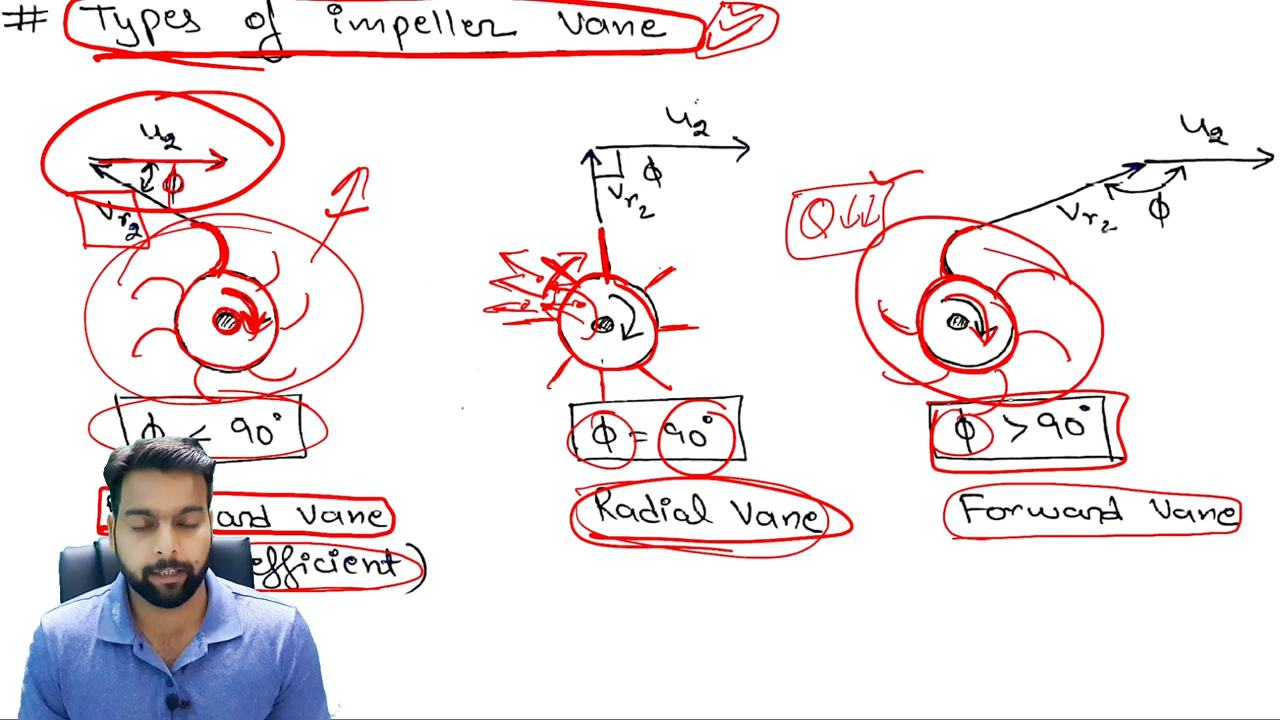 # Types of impeller vane
u2
ϕ
vr2
u2
ϕ
vr2
u2
ϕ
vr2
Q↓↓
ϕ < 90°
ϕ = 90°
ϕ > 90°
vane
Radial vane
Forward vane
efficient)